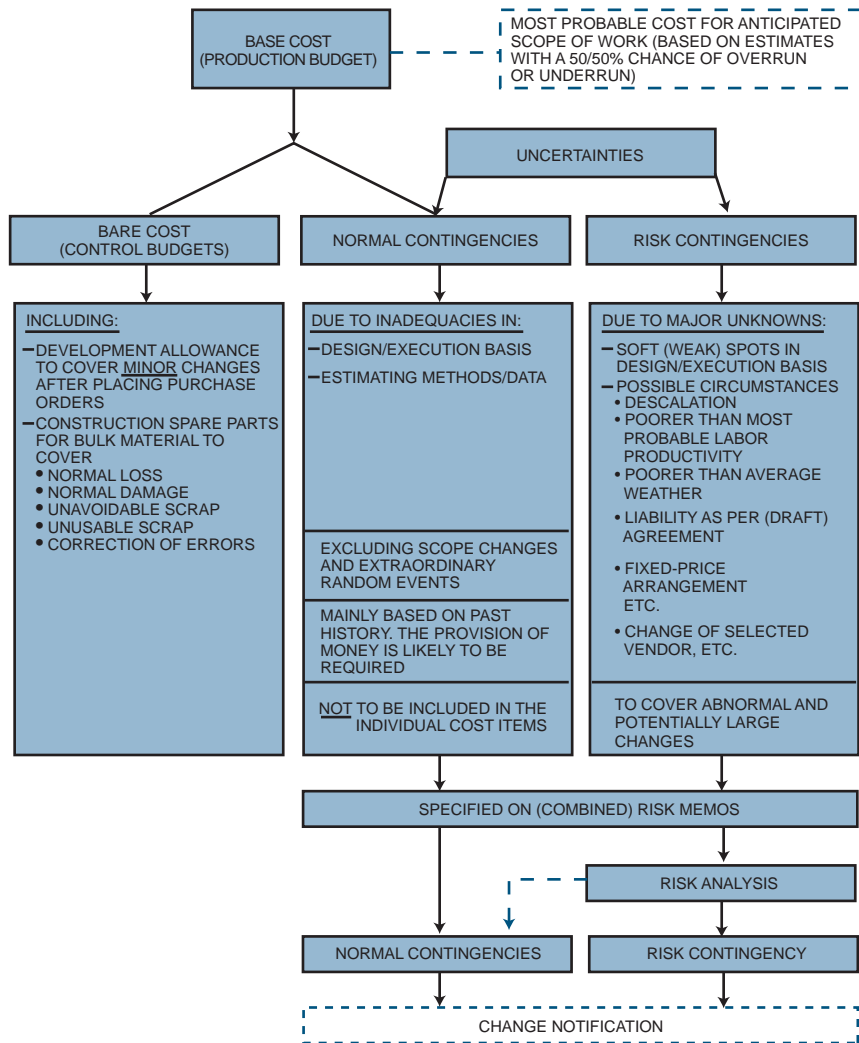 BASE COST
(PRODUCTION BUDGET)
MOST PROBABLE COST FOR ANTICIPATED
SCOPE OF WORK (BASED ON ESTIMATES
WITH A 50/50% CHANCE OF OVERRUN
OR UNDERRUN)
UNCERTAINTIES
BARE COST
(CONTROL BUDGETS)
NORMAL CONTINGENCIES
RISK CONTINGENCIES
INCLUDING:
– DEVELOPMENT ALLOWANCE
TO COVER MINOR CHANGES
AFTER PLACING PURCHASE
ORDERS
– CONSTRUCTION SPARE PARTS
FOR BULK MATERIAL TO
COVER
• NORMAL LOSS
• NORMAL DAMAGE
• UNAVOIDABLE SCRAP
• UNUSABLE SCRAP
• CORRECTION OF ERRORS
DUE TO INADEQUACIES IN:
– DESIGN/EXECUTION BASIS
– ESTIMATING METHODS/DATA
EXCLUDING SCOPE CHANGES
AND EXTRAORDINARY
RANDOM EVENTS
MAINLY BASED ON PAST
HISTORY. THE PROVISION OF
MONEY IS LIKELY TO BE
REQUIRED
NOT TO BE INCLUDED IN THE
INDIVIDUAL COST ITEMS
DUE TO MAJOR UNKNOWNS:
– SOFT (WEAK) SPOTS IN
DESIGN/EXECUTION BASIS
– POSSIBLE CIRCUMSTANCES
• DESCALATION
• POORER THAN MOST
PROBABLE LABOR
PRODUCTIVITY
• POORER THAN AVERAGE
WEATHER
• LIABILITY AS PER (DRAFT)
AGREEMENT
• FIXED-PRICE
ARRANGEMENT
ETC.
• CHANGE OF SELECTED
VENDOR, ETC.
TO COVER ABNORMAL AND
POTENTIALLY LARGE
CHANGES
SPECIFIED ON (COMBINED) RISK MEMOS
RISK ANALYSIS
NORMAL CONTINGENCIES
RISK CONTINGENCY
CHANGE NOTIFICATION